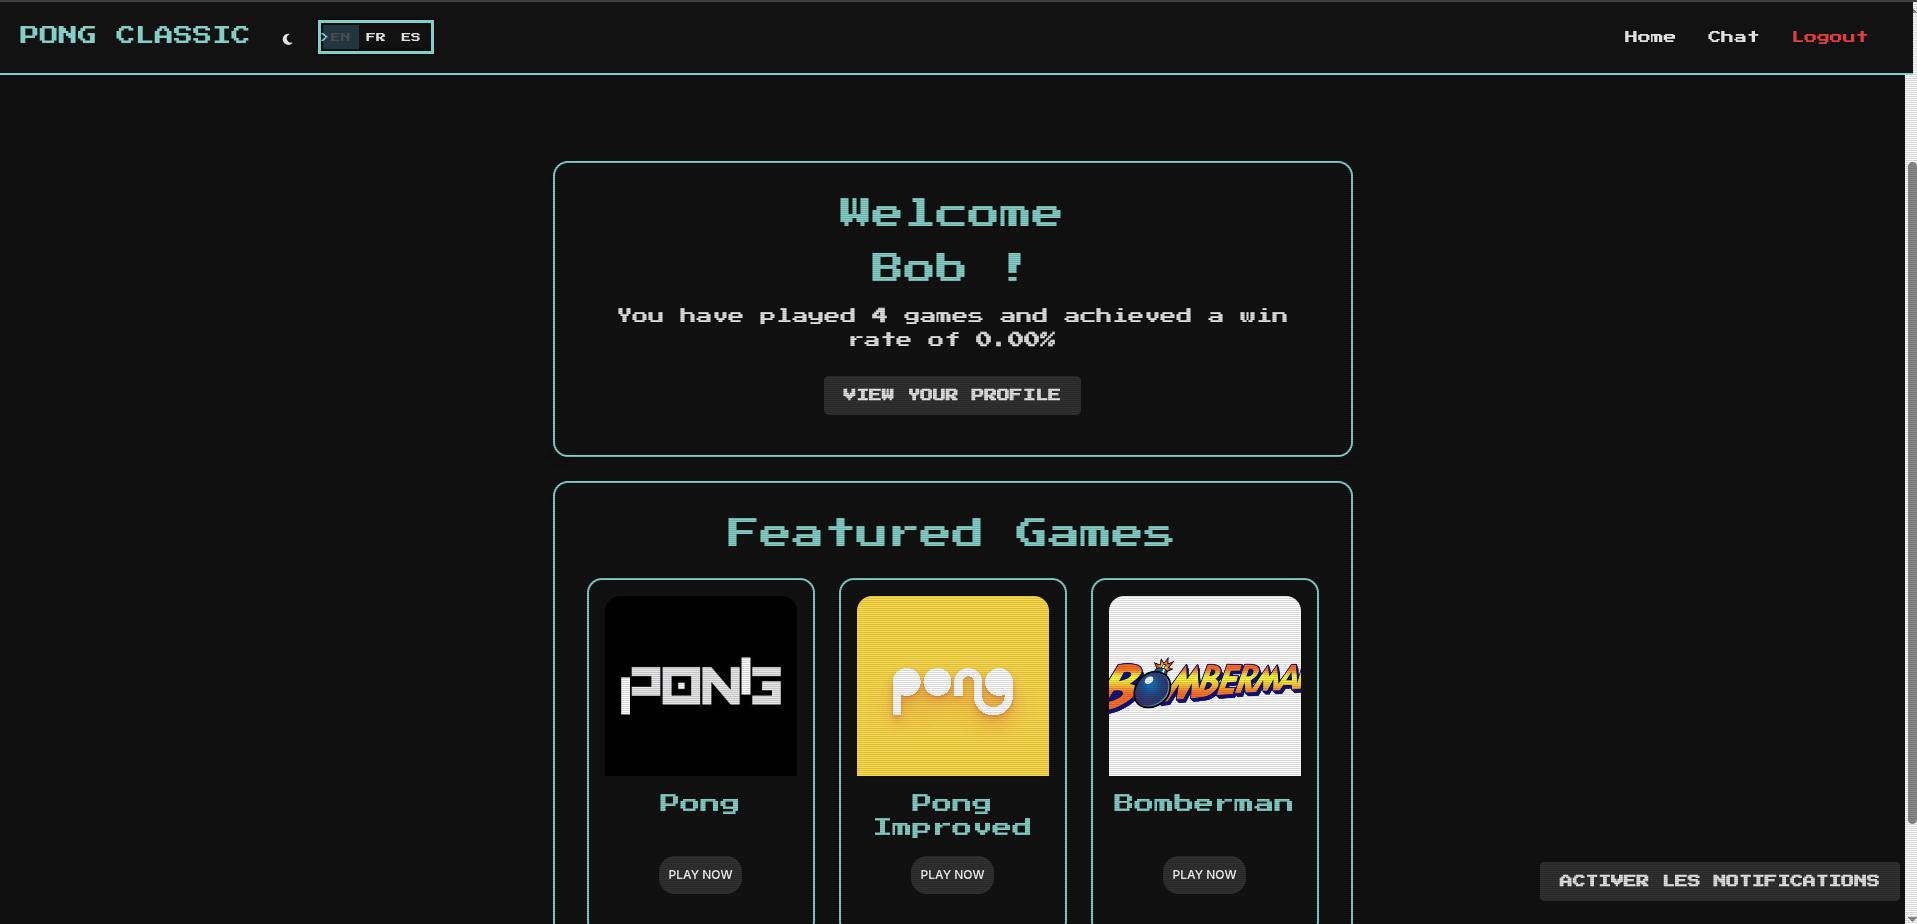 PONG CLASSIC
>EN FR ES
Home Chat Logout
Welcome
Bob !
You have played 4 games and achieved a win
rate of 0.00%
VIEW YOUR PROFILE
Featured Games
PONG
pong
BOMBERMAN
Pong
Pong
Improved
Bomberman
PLAY NOW
PLAY NOW
PLAY NOW
ACTIVER LES NOTIFICATIONS